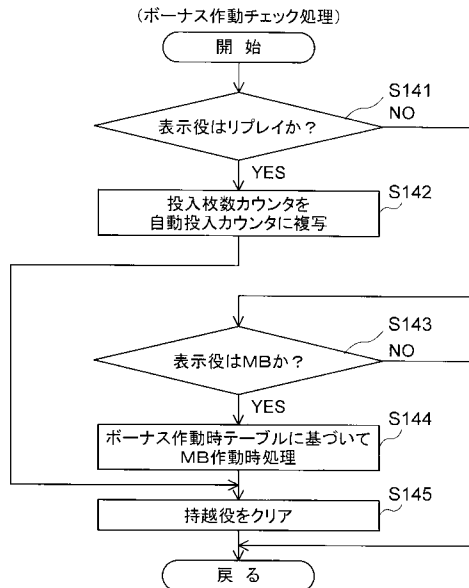 (ボーナス作動チェック処理)
開 始
S141
表示役はリプレイか?
NO
YES
S142
投入枚数カウンタを
自動投入カウンタに複写
S143
表示役はMBか?
NO
YES
S144
ボーナス作動時テーブルに基づいて
MB作動時処理
S145
持越役をクリア
戻 る